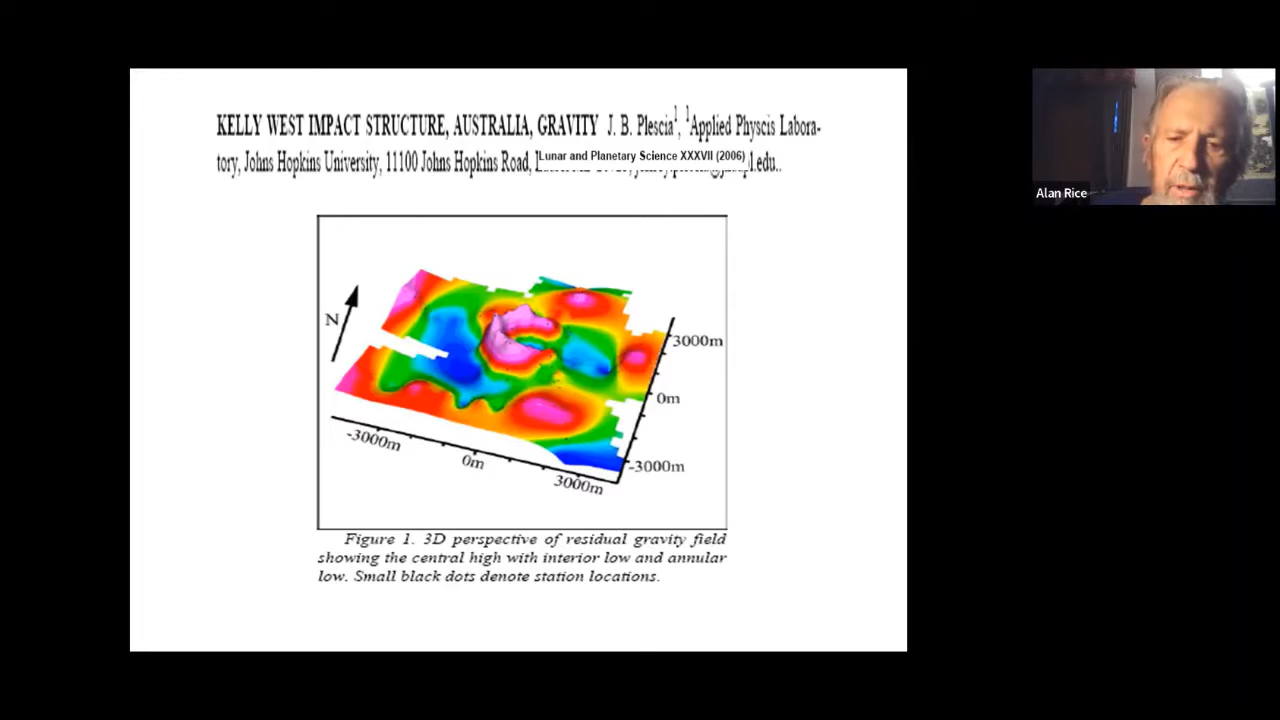 KELLY WEST IMPACT STRUCTURE, AUSTRALIA, GRAVITY J. B. Plescia¹, ¹Applied Physcis Labora-
tory, Johns Hopkins University, 11100 Johns Hopkins Road,
Lunar and Planetary Science XXXVII (2006)
.edu..
Alan Rice
N
3000m
0m
-3000m
-3000m
0m
3000m
Figure 1. 3D perspective of residual gravity field
showing the central high with interior low and annular
low. Small black dots denote station locations.